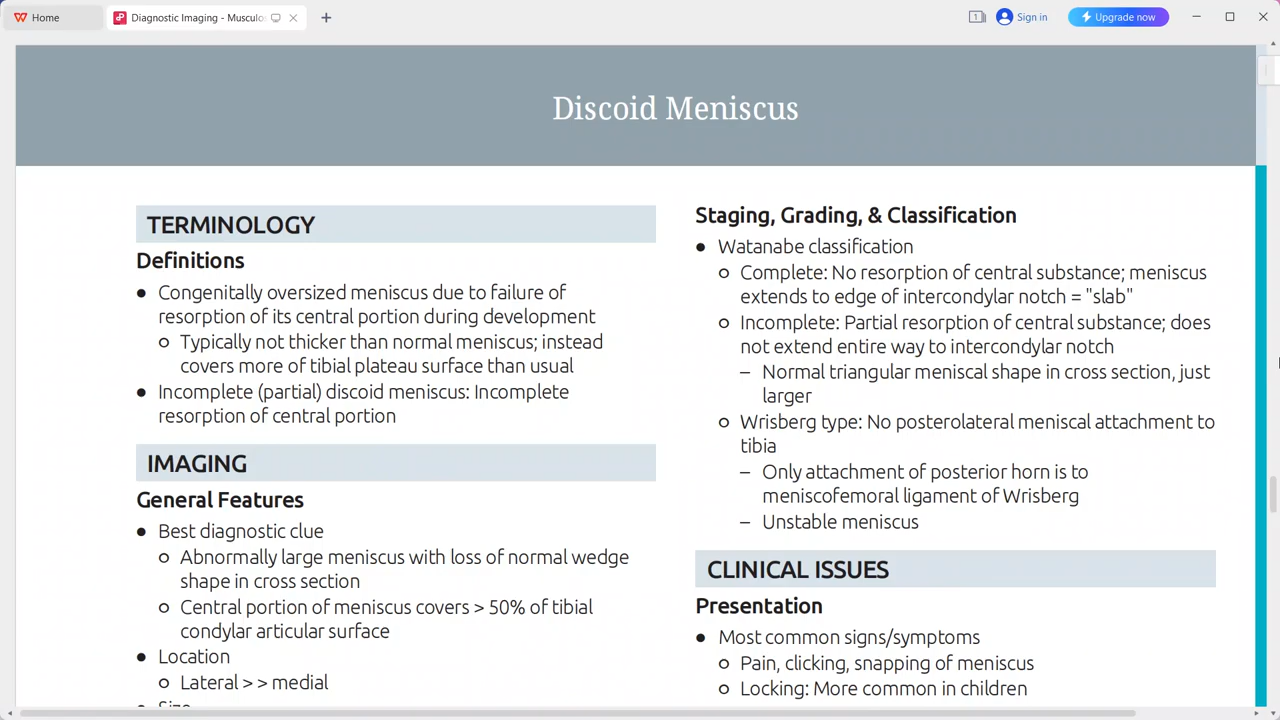 Home
Diagnostic Imaging - Musculos
1
Sign in
Upgrade now
Discoid Meniscus
TERMINOLOGY
Definitions
● Congenitally oversized meniscus due to failure of
resorption of its central portion during development
○ Typically not thicker than normal meniscus; instead
covers more of tibial plateau surface than usual
● Incomplete (partial) discoid meniscus: Incomplete
resorption of central portion
IMAGING
General Features
● Best diagnostic clue
○ Abnormally large meniscus with loss of normal wedge
shape in cross section
○ Central portion of meniscus covers > 50% of tibial
condylar articular surface
● Location
○ Lateral > > medial
● Size
Staging, Grading, & Classification
● Watanabe classification
○ Complete: No resorption of central substance; meniscus
extends to edge of intercondylar notch = "slab"
○ Incomplete: Partial resorption of central substance; does
not extend entire way to intercondylar notch
– Normal triangular meniscal shape in cross section, just
larger
○ Wrisberg type: No posterolateral meniscal attachment to
tibia
– Only attachment of posterior horn is to
meniscofemoral ligament of Wrisberg
– Unstable meniscus
CLINICAL ISSUES
Presentation
● Most common signs/symptoms
○ Pain, clicking, snapping of meniscus
○ Locking: More common in children